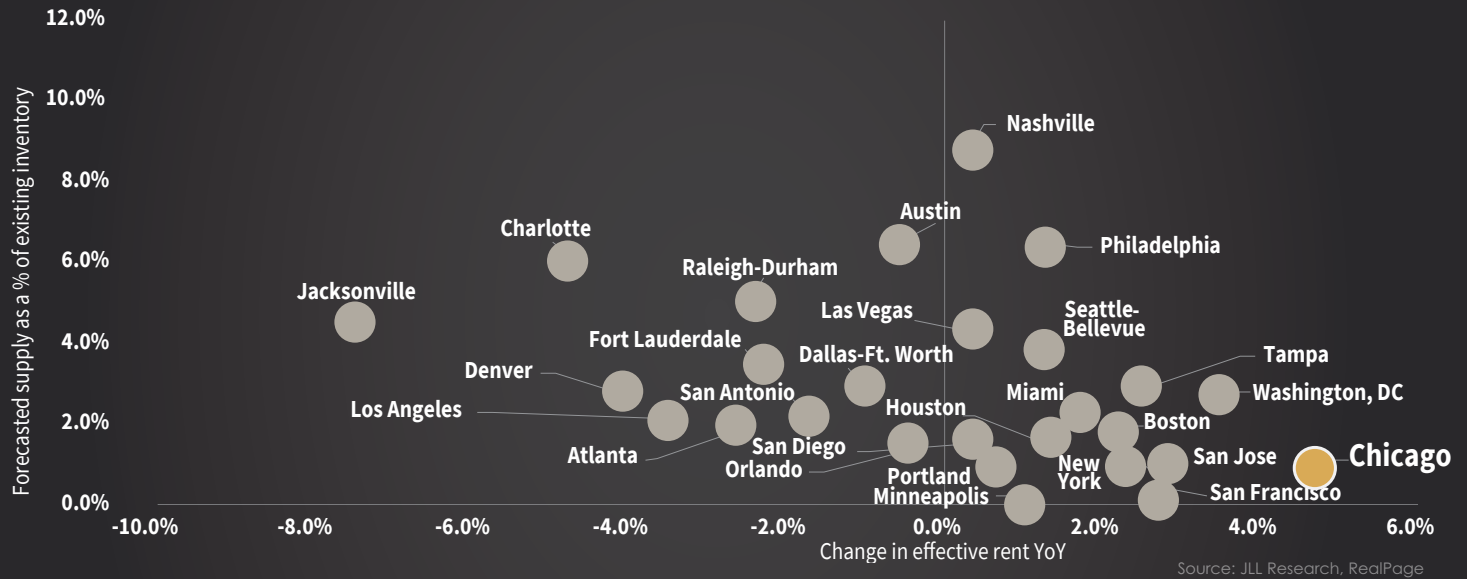 12.0%
10.0%
8.0%
6.0%
4.0%
2.0%
0.0%
Forecasted supply as a % of existing inventory
Nashville
Austin
Charlotte
Philadelphia
Raleigh-Durham
Jacksonville
Las Vegas
Seattle-
Bellevue
Fort Lauderdale
Dallas-Ft. Worth
Tampa
Denver
San Antonio
Miami
Washington, DC
Los Angeles
Houston
Boston
San Diego
Atlanta
Orlando
New
York
San Jose
Chicago
Portland
Minneapolis
San Francisco
-10.0%
-8.0%
-6.0%
-4.0%
-2.0%
0.0%
2.0%
4.0%
6.0%
Change in effective rent YoY
Source: JLL Research, RealPage